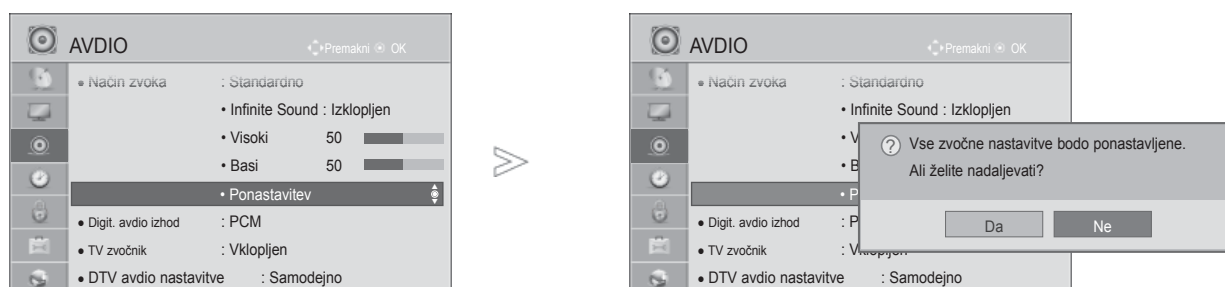 AVDIO
Premakni OK
• Način zvoka : Standardno
• Infinite Sound : Izklopljen
• Visoki 50
• Basi 50
• Ponastavitev
• Digit. avdio izhod : PCM
• TV zvočnik : Vklopljen
• DTV avdio nastavitve : Samodejno
AVDIO
Premakni OK
• Način zvoka : Standardno
• Infinite Sound : Izklopljen
• V
• B
• P
• Digit. avdio izhod : P
• TV zvočnik
• DTV avdio nastavitve : Samodejno
? Vse zvočne nastavitve bodo ponastavljene.
Ali želite nadaljevati?
Da Ne